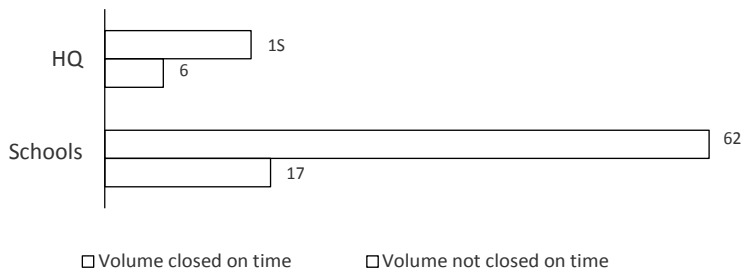 HQ
1S
6
Schools
62
17
Volume closed on time Volume not closed on time